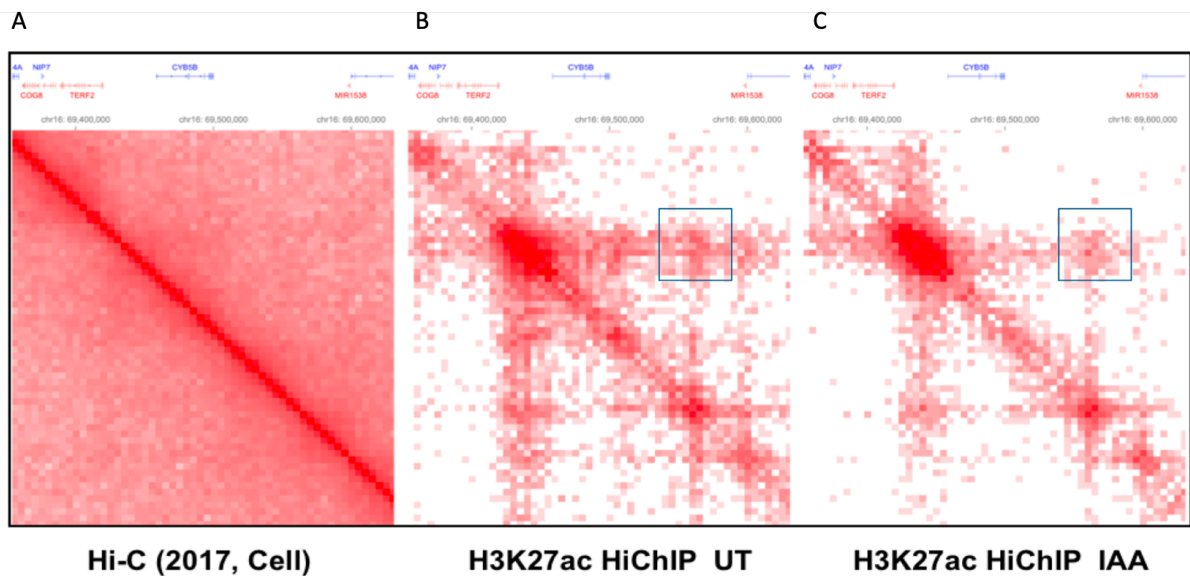 A B C
4A NIP7 CYB5B 4A NIP7 CYB5B 4A NIP7 CYB5B
COG8 TERF2 MIR1538 COG8 TERF2 MIR1538 COG8 TERF2 MIR1538
chr16: 69,400,000 chr16: 69,500,000 chr16: 69,600,000 chr16: 69,400,000 chr16: 69,500,000 chr16: 69,600,000 chr16: 69,400,000 chr16: 69,500,000 chr16: 69,600,000
Hi-C (2017, Cell) H3K27ac HiChIP UT H3K27ac HiChIP IAA